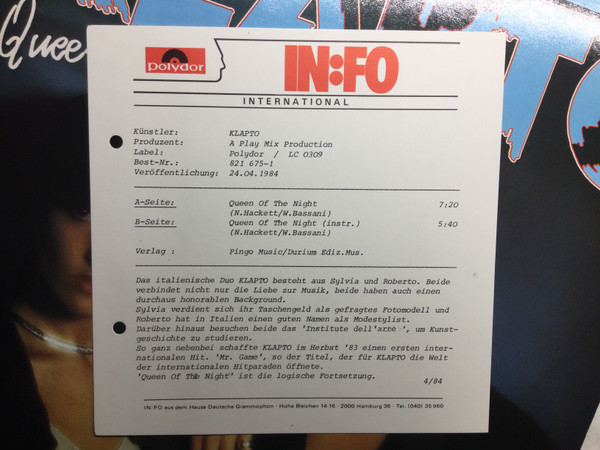 Queen
polydor
IN:FO
INTERNATIONAL
Künstler: KLAPTO
Produzent: A Play Mix Production
Label: Polydor / LC 0309
Best-Nr.: 821 675-1
Veröffentlichung: 24.04.1984
A-Seite: Queen Of The Night 7:20
(N.Hackett/W.Bassani)
B-Seite: Queen Of The Night (instr.) 5:40
(N.Hackett/W.Bassani)
Verlag : Pingo Music/Durium Ediz.Mus.
Das italienische Duo KLAPTO besteht aus Sylvia und Roberto. Beide
verbindet nicht nur die Liebe zur Musik, beide haben auch einen
durchaus honorablen Background.
Sylvia verdient sich ihr Taschengeld als gefragtes Fotomodell und
Roberto hat in Italien einen guten Namen als Modestylist.
Darüber hinaus besuchen beide das 'Institute dell'arte', um Kunst-
geschichte zu studieren.
So ganz nebenbei schaffte KLAPTO im Herbst '83 einen ersten inter-
nationalen Hit. 'Mr. Game', so der Titel, der für KLAPTO die Welt
der internationalen Hitparaden öffnete.
'Queen Of The Night' ist die logische Fortsetzung.
4/84
IN:FO aus dem Hause Deutsche Grammophon · Hohe Bleichen 14-16 · 2000 Hamburg 36 · Tel. (040) 35 960